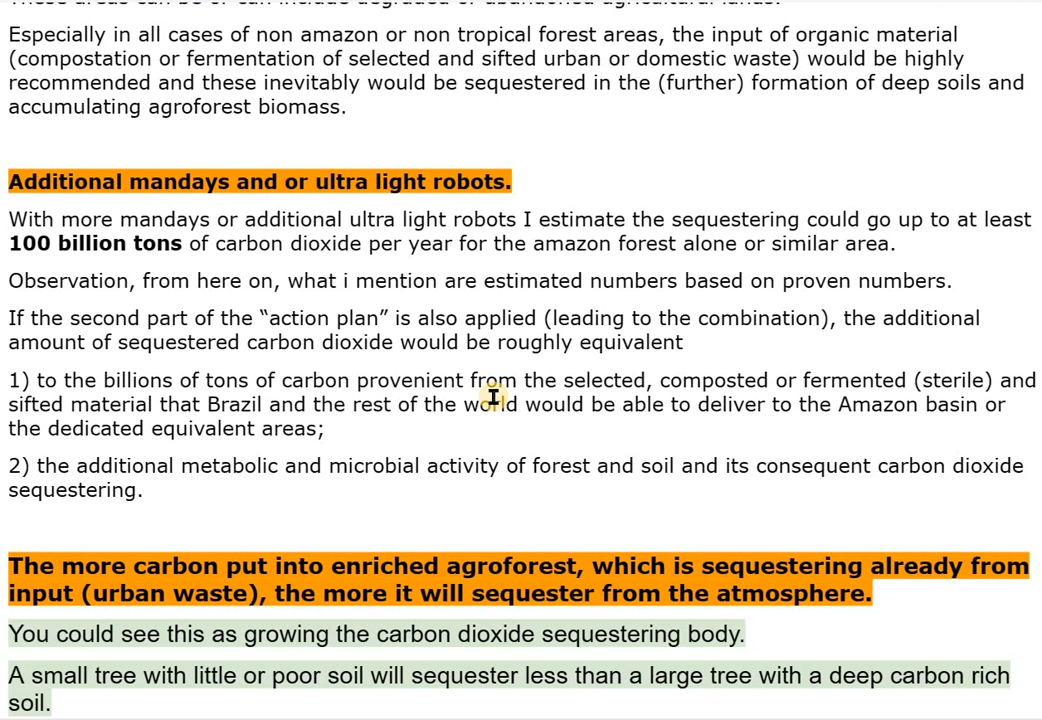 These areas can be or can include degraded or abandoned agricultural lands.
Especially in all cases of non amazon or non tropical forest areas, the input of organic material
(compostation or fermentation of selected and sifted urban or domestic waste) would be highly
recommended and these inevitably would be sequestered in the (further) formation of deep soils and
accumulating agroforest biomass.
Additional mandays and or ultra light robots.
With more mandays or additional ultra light robots I estimate the sequestering could go up to at least
100 billion tons of carbon dioxide per year for the amazon forest alone or similar area.
Observation, from here on, what i mention are estimated numbers based on proven numbers.
If the second part of the “action plan” is also applied (leading to the combination), the additional
amount of sequestered carbon dioxide would be roughly equivalent
1) to the billions of tons of carbon provenient from the selected, composted or fermented (sterile) and
sifted material that Brazil and the rest of the world would be able to deliver to the Amazon basin or
the dedicated equivalent areas;
2) the additional metabolic and microbial activity of forest and soil and its consequent carbon dioxide
sequestering.
The more carbon put into enriched agroforest, which is sequestering already from
input (urban waste), the more it will sequester from the atmosphere.
You could see this as growing the carbon dioxide sequestering body.
A small tree with little or poor soil will sequester less than a large tree with a deep carbon rich
soil.